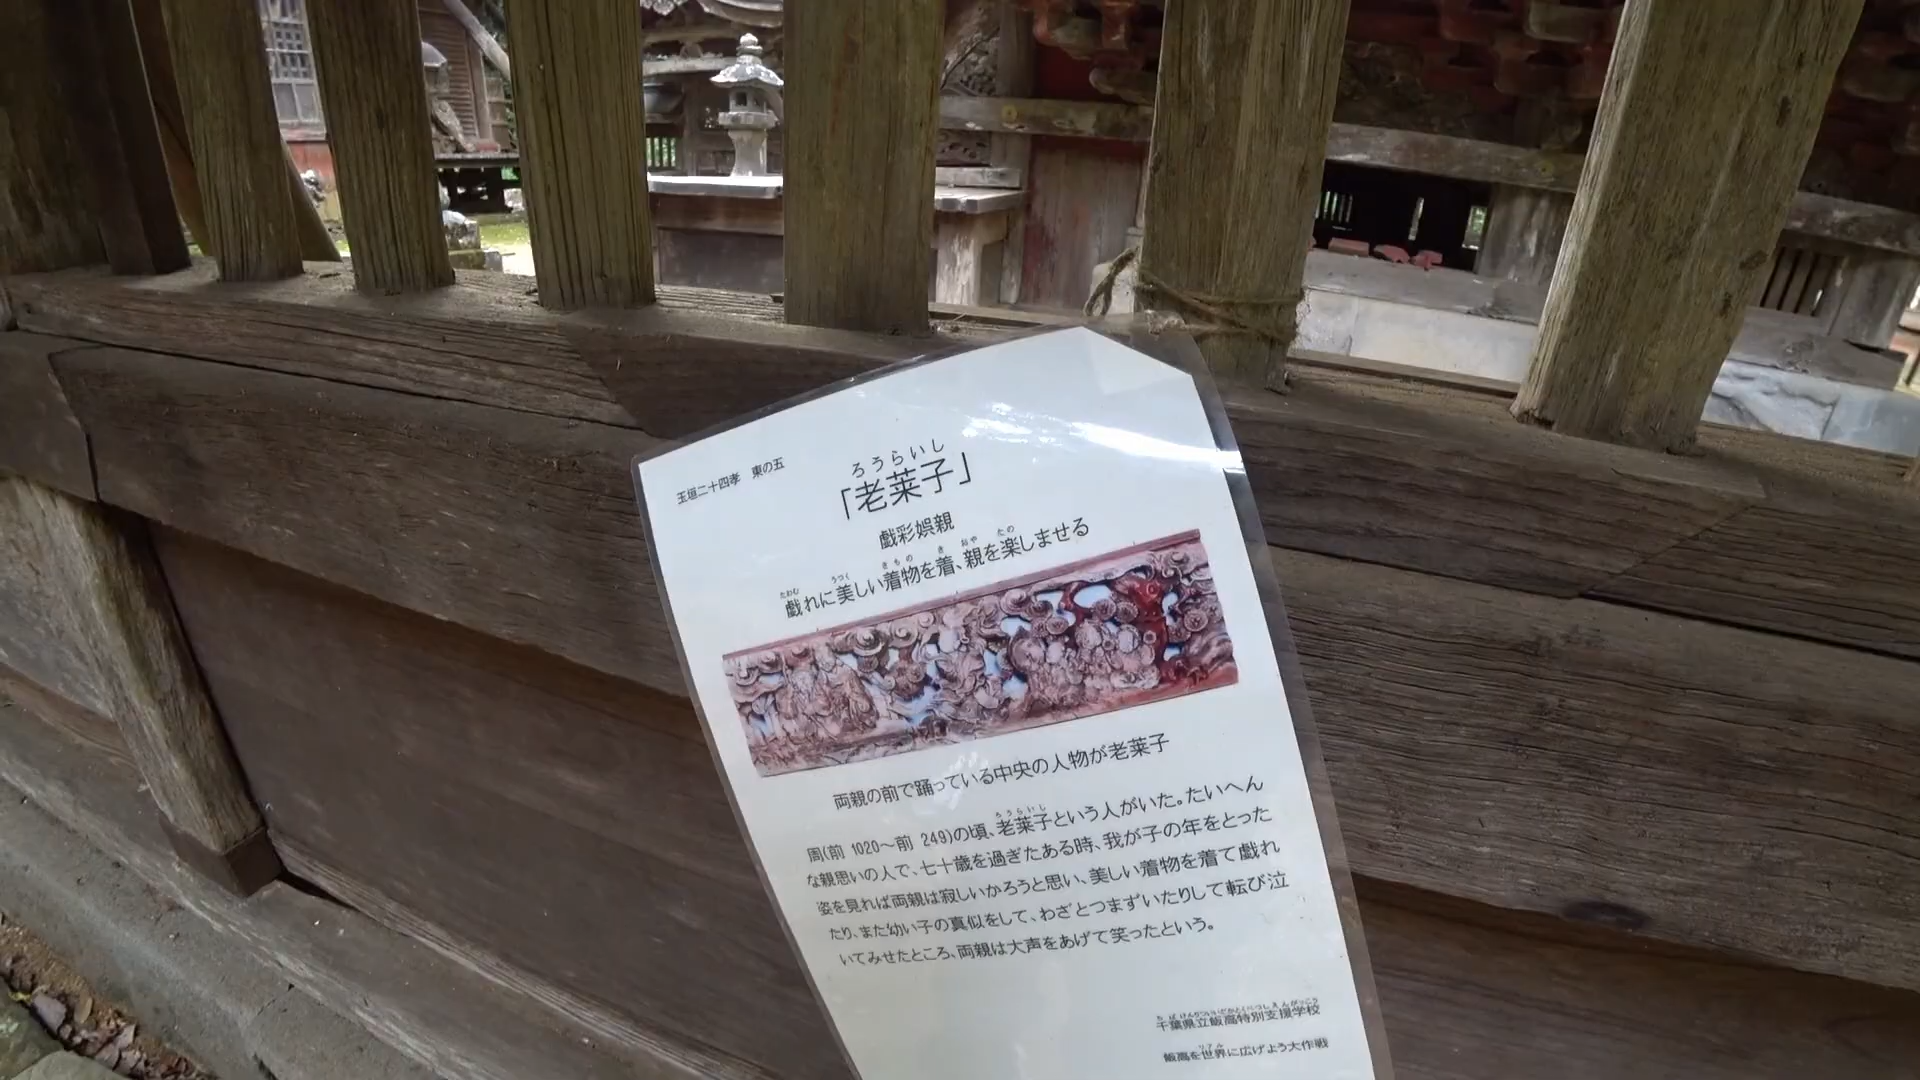 玉垣二十四孝 東の五
ろうらいし
「老莱子」
戯彩娯親
たわむ うつく きもの き おや たの
戯れに美しい着物を着、親を楽しませる
両親の前で踊っている中央の人物が老莱子
ろうらいし
周(前 1020〜前 249)の頃、老莱子という人がいた。たいへん
な親思いの人で、七十歳を過ぎたある時、我が子の年をとった
姿を見れば両親は寂しいかろうと思い、美しい着物を着て戯れ
たり、また幼い子の真似をして、わざとつまずいたりして転び泣
いてみせたところ、両親は大声をあげて笑ったという。
千葉県立飯高特別支援学校
リアル
飯高を世界に広げよう大作戦